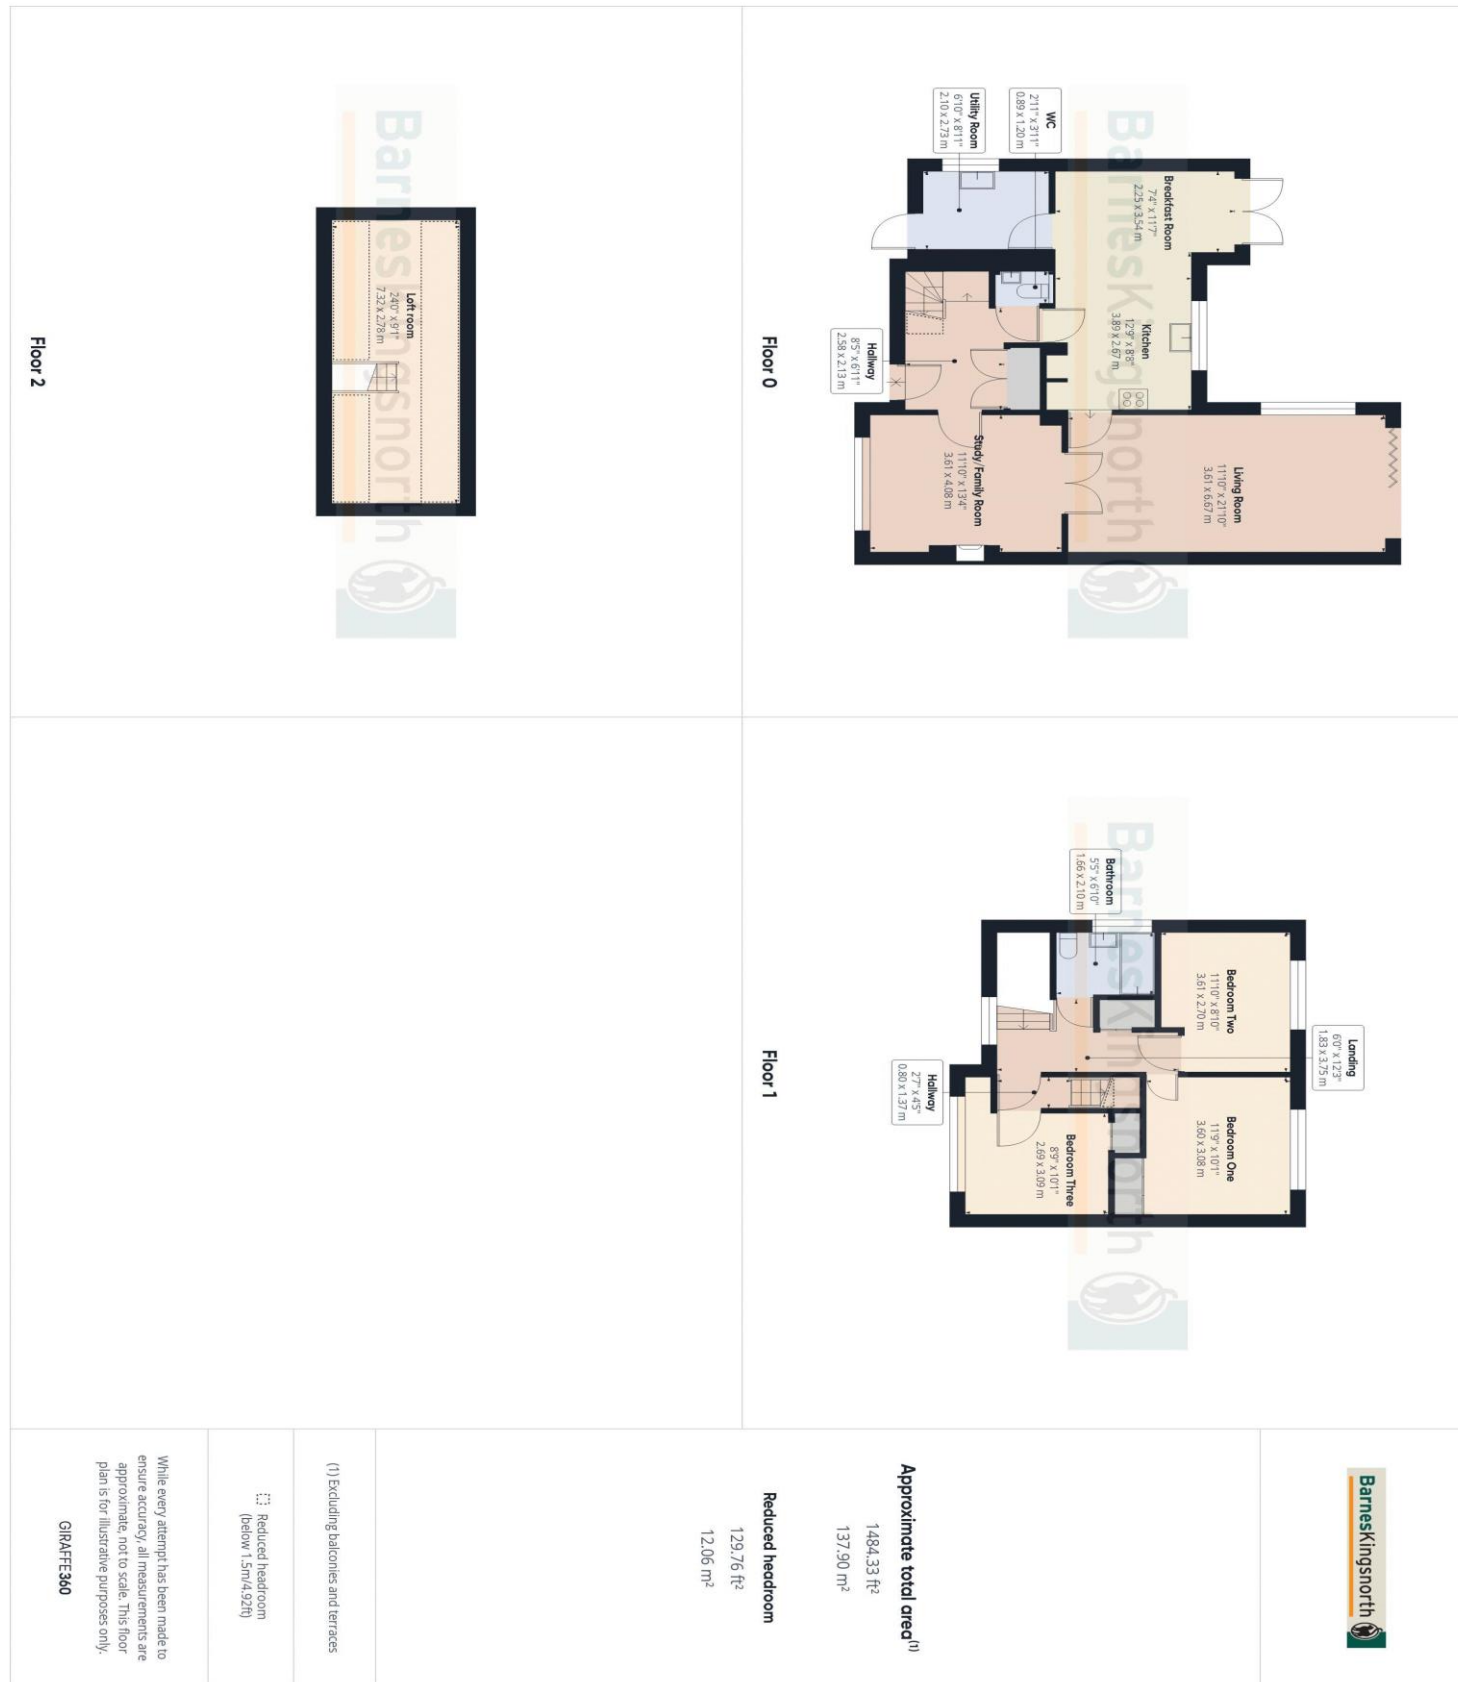 BarnesKingsnorth
Breakfast Room
7'4" x 11'7"
2.25 x 3.54 m
Kitchen
12'9" x 8'8"
3.89 x 2.67 m
Living Room
11'10" x 21'10"
3.61 x 6.67 m
WC
2'11" x 3'11"
0.89 x 1.20 m
Utility Room
6'10" x 8'11"
2.10 x 2.73 m
Hallway
8'5" x 6'11"
2.58 x 2.13 m
Study/Family Room
11'10" x 13'4"
3.61 x 4.08 m
BarnesKingsnorth
Floor 0
Landing
6'0" x 12'3"
1.83 x 3.75 m
Bedroom Two
11'10" x 8'10"
3.61 x 2.70 m
Bedroom One
11'9" x 10'1"
3.60 x 3.08 m
Bathroom
5'5" x 6'10"
1.66 x 2.10 m
Bedroom Three
8'9" x 10'1"
2.69 x 3.09 m
Hallway
2'7" x 4'5"
0.80 x 1.37 m
BarnesKingsnorth
Floor 1
Loft room
24'0" x 9'1"
7.32 x 2.78 m
BarnesKingsnorth
Floor 2
Approximate total area(1)
1484.33 ft²
137.90 m²
Reduced headroom
129.76 ft²
12.06 m²
(1) Excluding balconies and terraces
Reduced headroom
(below 1.5m/4.92ft)
While every attempt has been made to
ensure accuracy, all measurements are
approximate, not to scale. This floor
plan is for illustrative purposes only.
GIRAFFE360